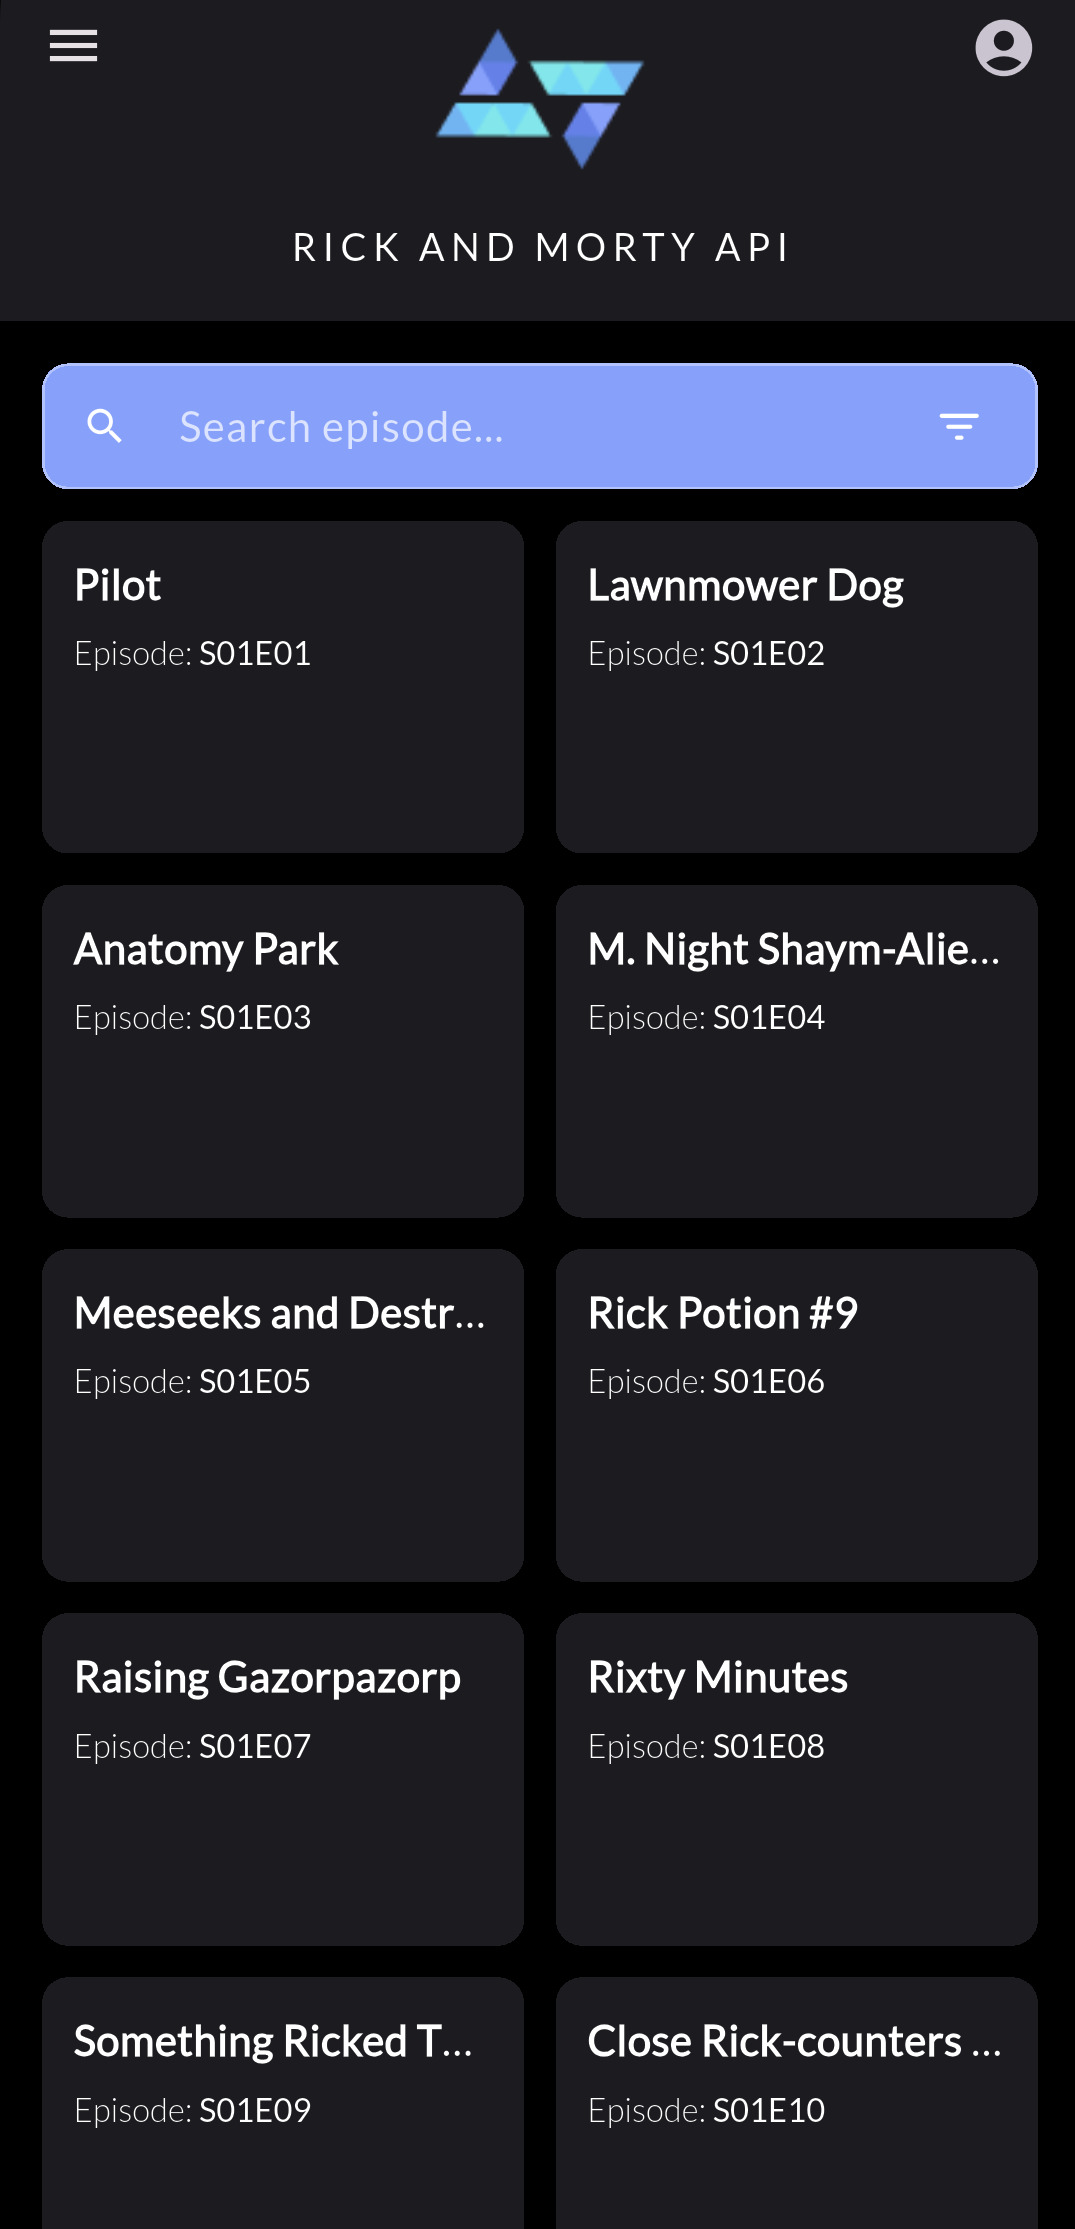 RICK AND MORTY API
Search episode...
Pilot
Episode: S01E01
Lawnmower Dog
Episode: S01E02
Anatomy Park
Episode: S01E03
M. Night Shaym-Alie...
Episode: S01E04
Meeseeks and Destr...
Episode: S01E05
Rick Potion #9
Episode: S01E06
Raising Gazorpazorp
Episode: S01E07
Rixty Minutes
Episode: S01E08
Something Ricked T...
Episode: S01E09
Close Rick-counters ...
Episode: S01E10